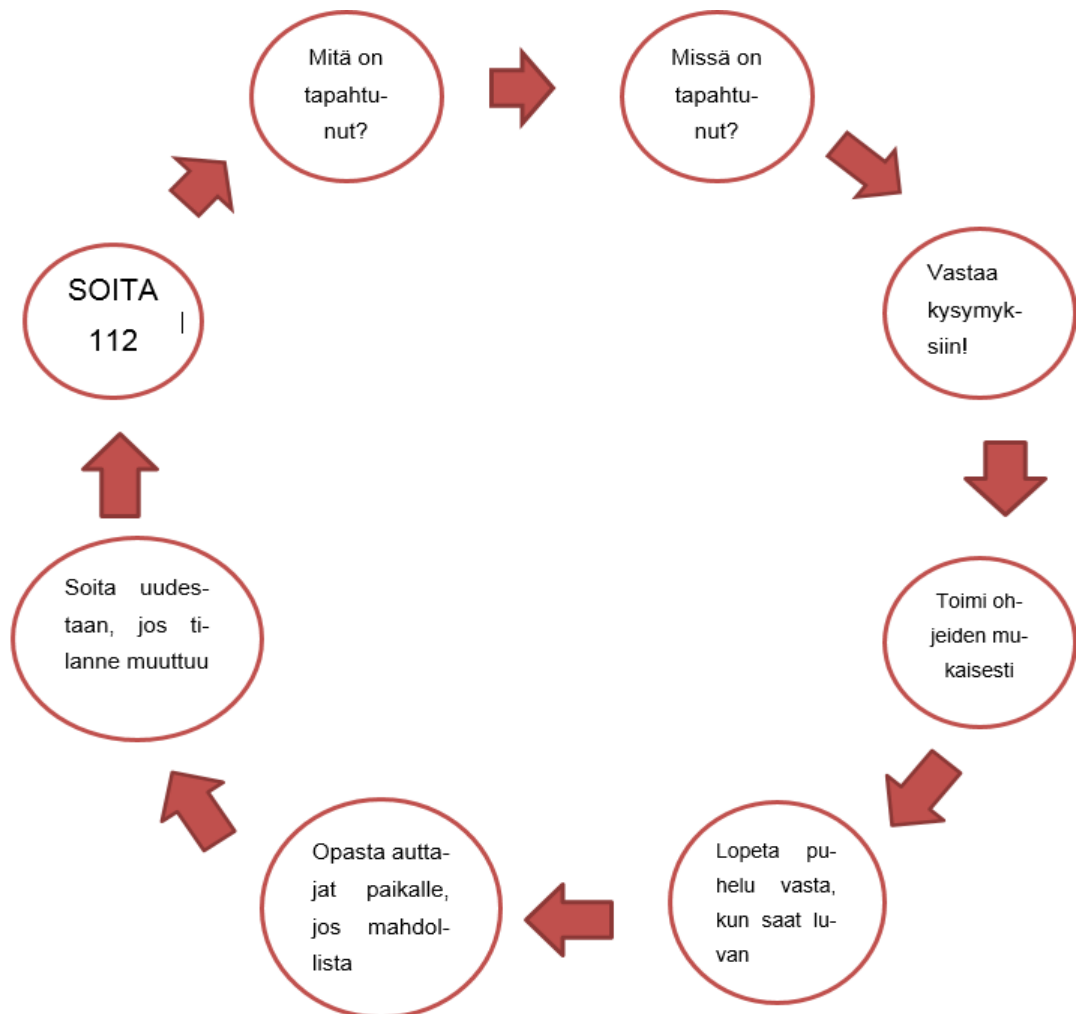 SOITA
112
Mitä on
tapahtu-
nut?
Missä on
tapahtu-
nut?
Vastaa
kysymyk-
siin!
Toimi oh-
jeiden mu-
kaisesti
Lopeta pu-
helu vasta,
kun saat lu-
van
Opasta autta-
jat paikalle,
jos mahdol-
lista
Soita uudes-
taan, jos ti-
lanne muuttuu